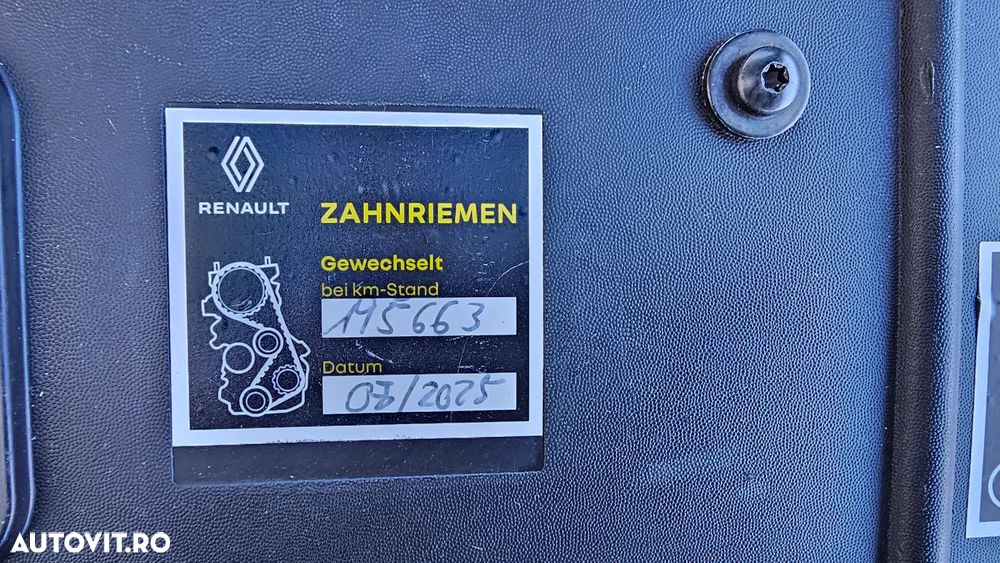 RENAULT
ZAHNRIEMEN
Gewechselt
bei km-Stand
115663
Datum
07/2025
AUTOVIT.RO